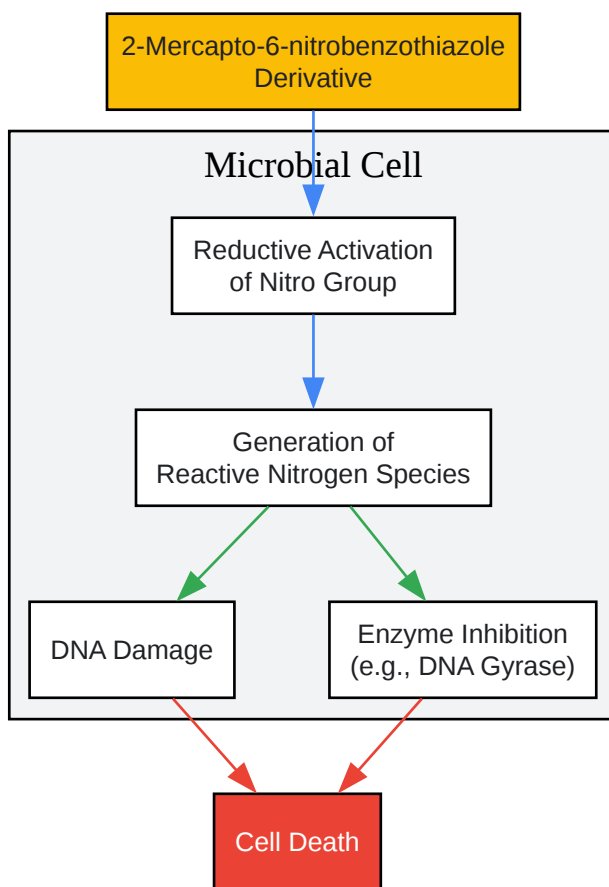 2-Mercapto-6-nitrobenzothiazole
Derivative
Microbial Cell
Reductive Activation
of Nitro Group
Generation of
Reactive Nitrogen Species
DNA Damage
Enzyme Inhibition
(e.g., DNA Gyrase)
Cell Death